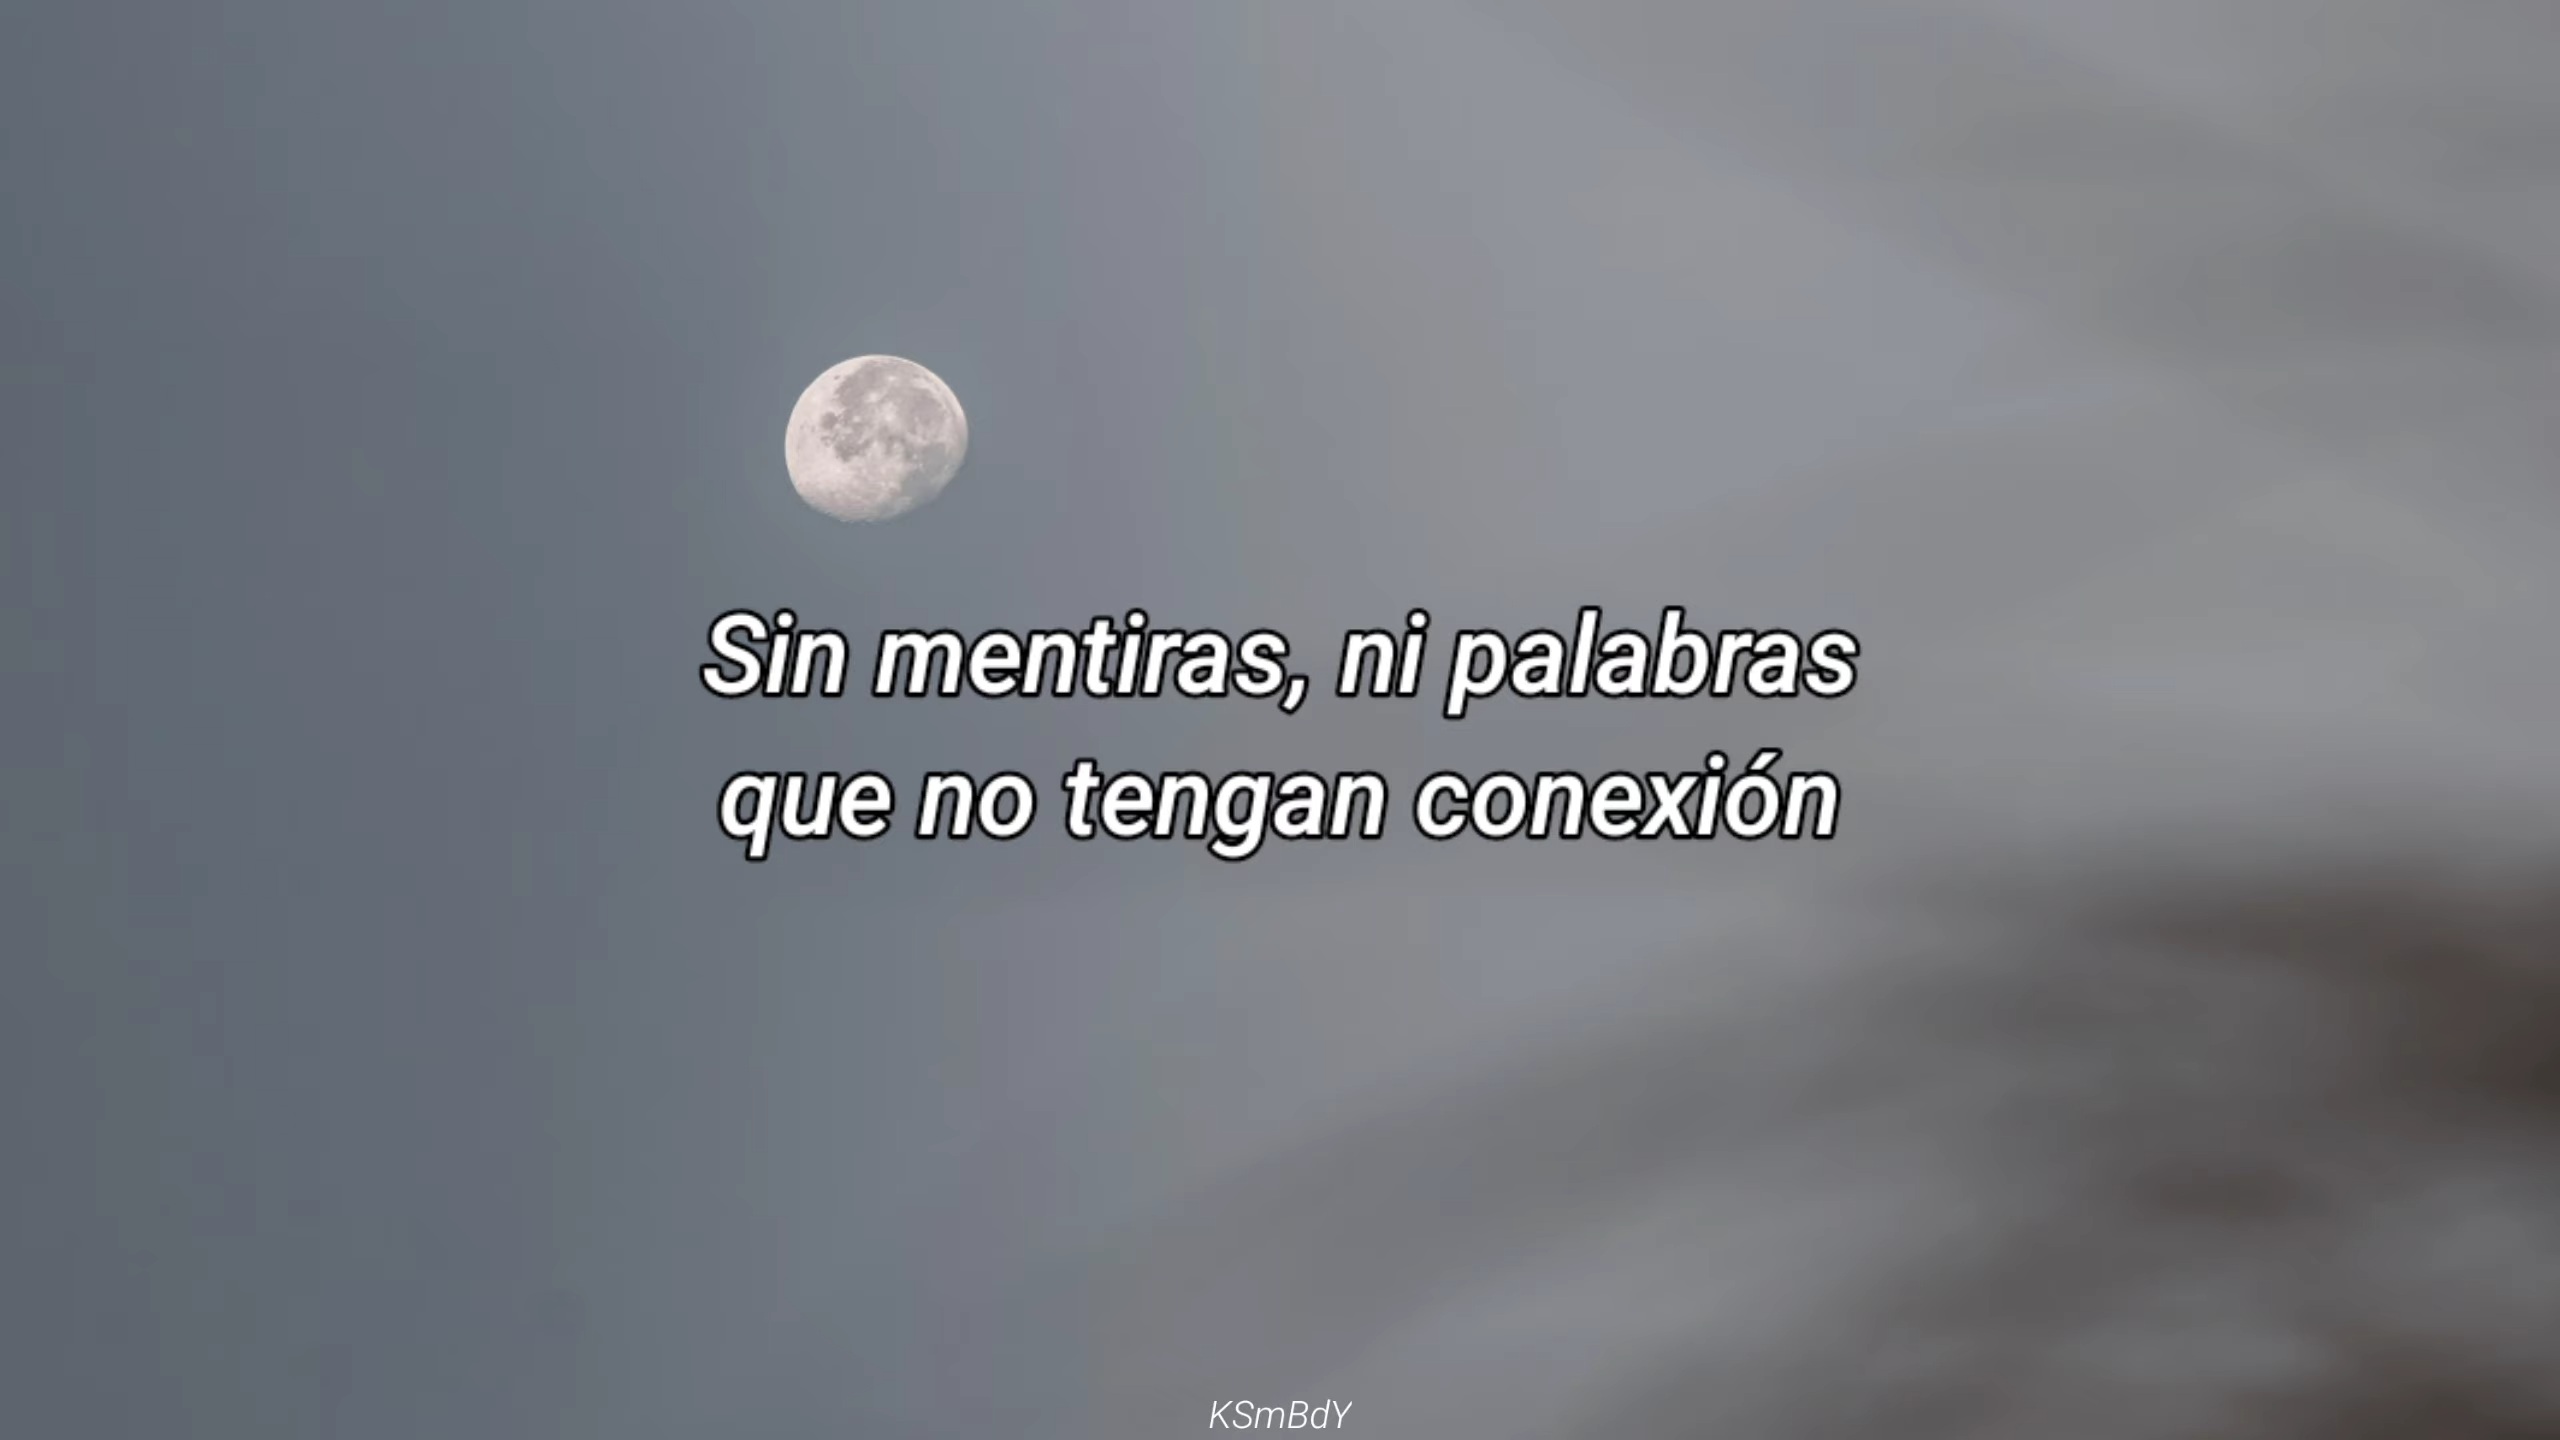 Sin mentiras, ni palabras
que no tengan conexión
KSmBdY